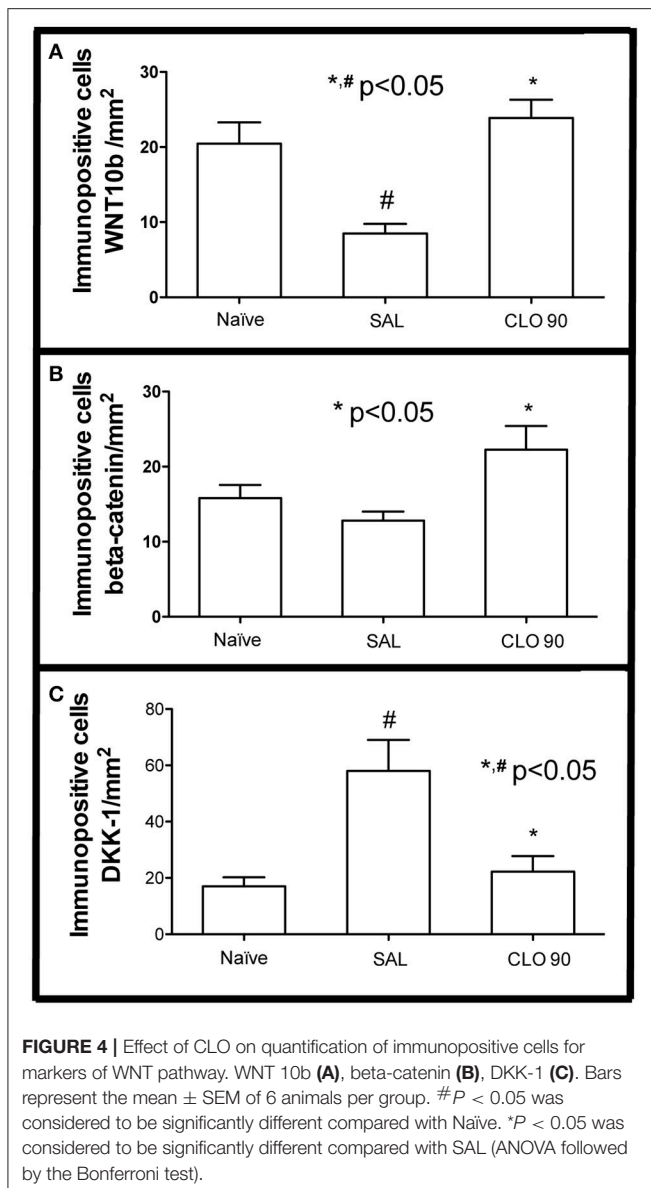 A
Immunopositive cells
WNT10b /mm²
30
20
10
0
*,# p<0.05
#
*
Naïve SAL CLO 90
B
Immunopositive cells
beta-catenin/mm²
30
20
10
0
* p<0.05
*
Naïve SAL CLO 90
C
Immunopositive cells
DKK-1/mm²
80
60
40
20
0
#
*,# p<0.05
*
Naïve SAL CLO 90
FIGURE 4 | Effect of CLO on quantification of immunopositive cells for
markers of WNT pathway. WNT 10b (A), beta-catenin (B), DKK-1 (C). Bars
represent the mean ± SEM of 6 animals per group. #P < 0.05 was
considered to be significantly different compared with Naïve. *P < 0.05 was
considered to be significantly different compared with SAL (ANOVA followed
by the Bonferroni test).